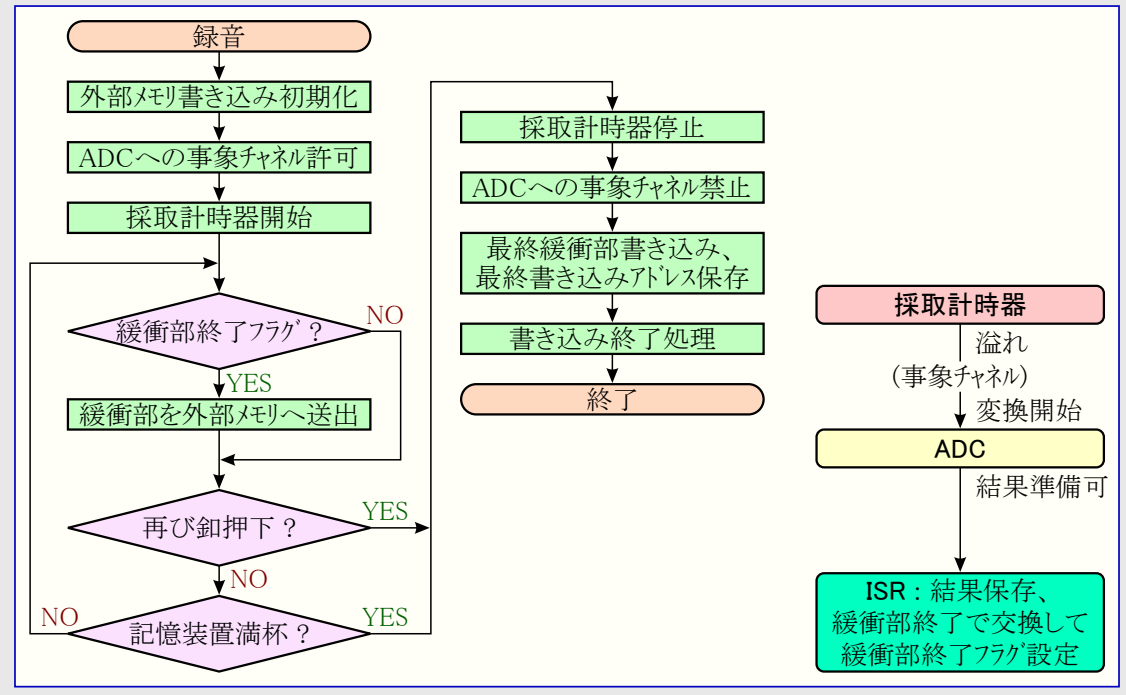 録音
外部メモリ書き込み初期化
ADCへの事象チャネル許可
採取計時器開始
緩衝部終了フラグ?
NO
YES
緩衝部を外部メモリへ送出
再び釦押下?
YES
NO
記憶装置満杯?
NO
YES
採取計時器停止
ADCへの事象チャネル禁止
最終緩衝部書き込み、
最終書き込みアドレス保存
書き込み終了処理
終了
採取計時器
溢れ
(事象チャネル)
変換開始
ADC
結果準備可
ISR : 結果保存、
緩衝部終了で交換して
緩衝部終了フラグ設定